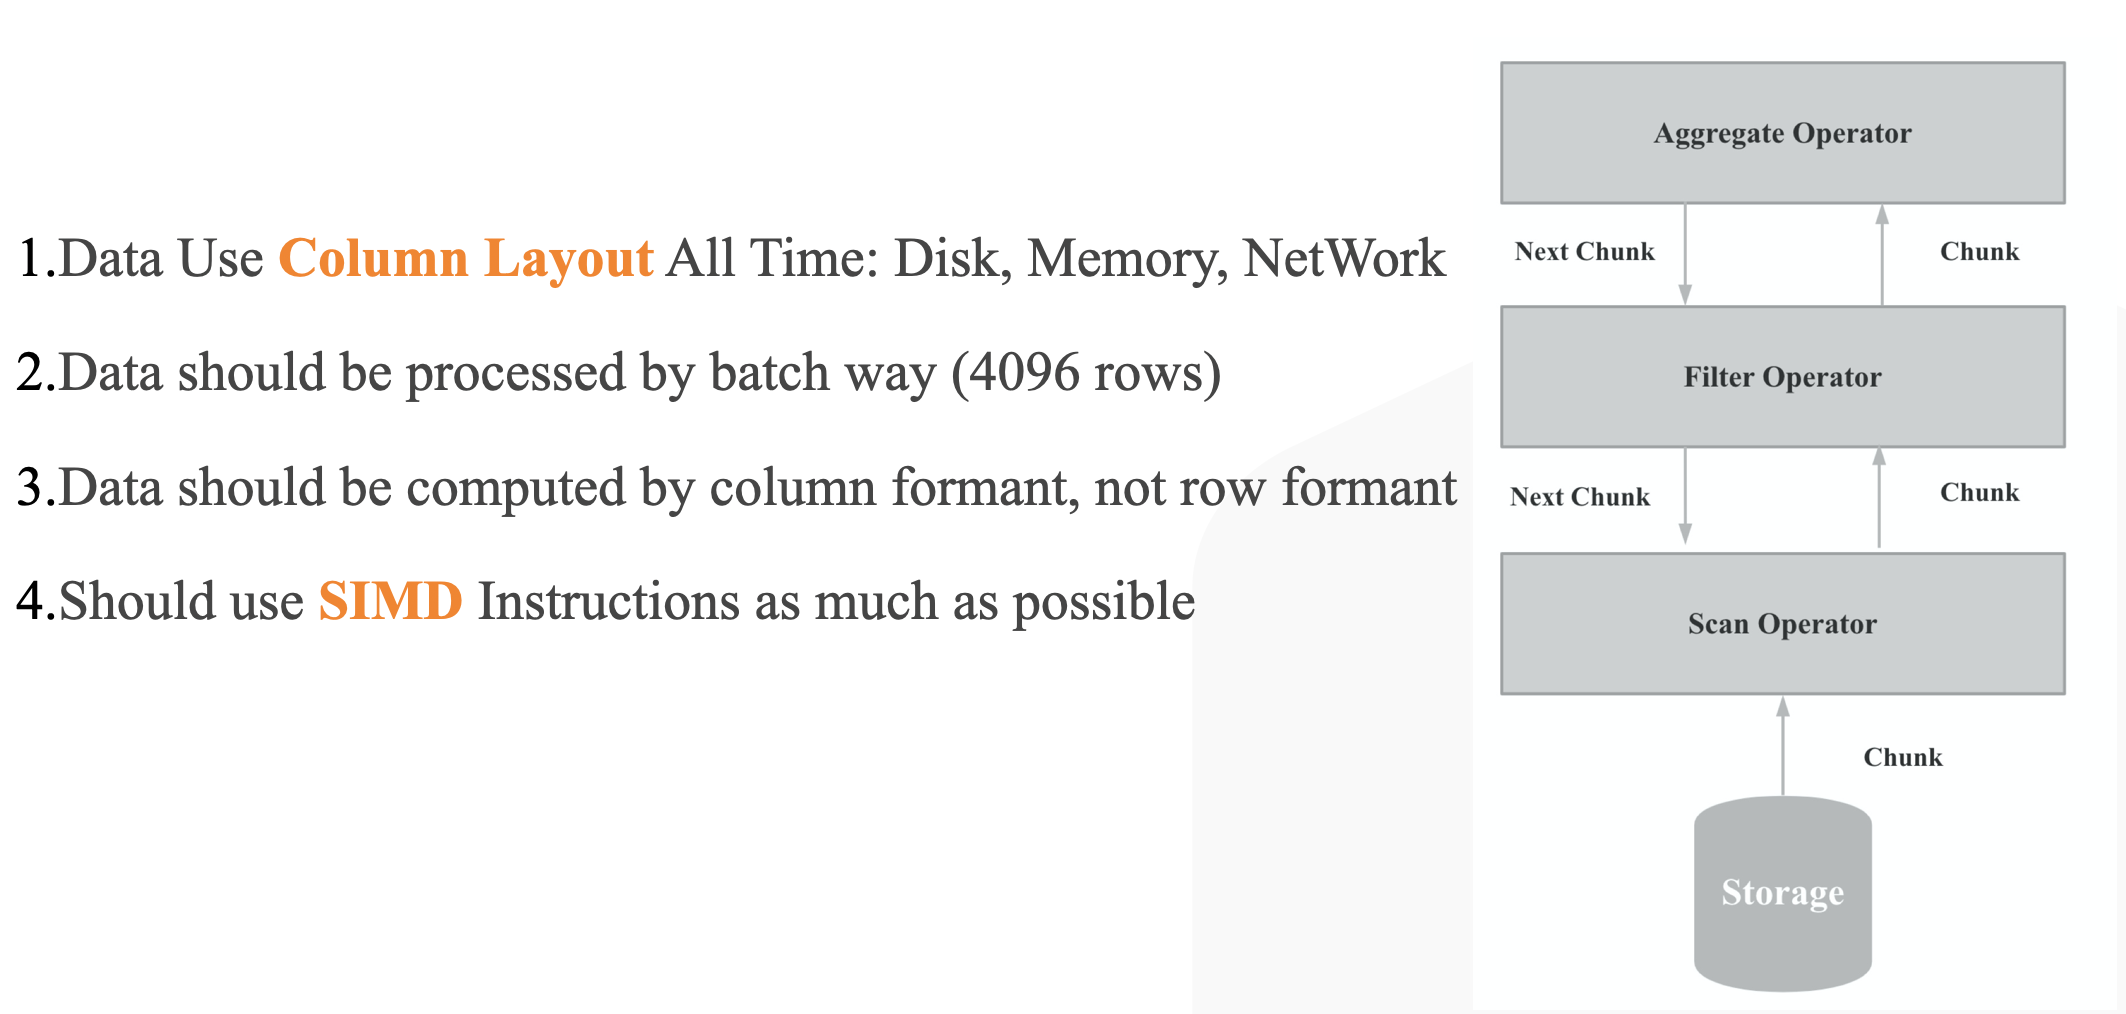 1.Data Use Column Layout All Time: Disk, Memory, NetWork
2.Data should be processed by batch way (4096 rows)
3.Data should be computed by column formant, not row formant
4.Should use SIMD Instructions as much as possible
Aggregate Operator
Next Chunk
Chunk
Filter Operator
Next Chunk
Chunk
Scan Operator
Chunk
Storage